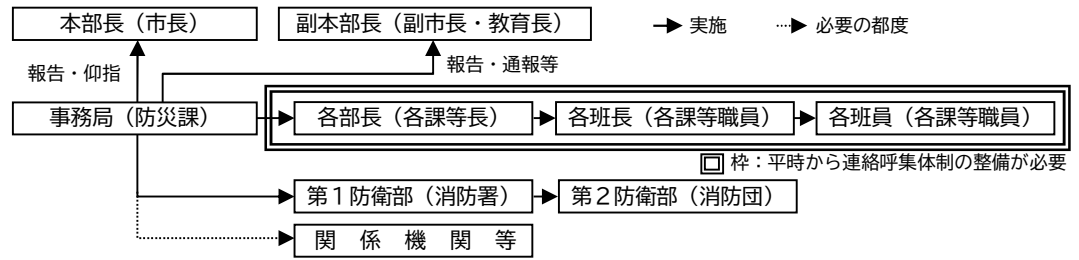 本部長（市長）
副本部長（副市長・教育長）
実施
必要の都度
報告・仰指
報告・通報等
事務局（防災課）
各部長（各課等長）
各班長（各課等職員）
各班員（各課等職員）
枠：平時から連絡呼集体制の整備が必要
第１防衛部（消防署）
第２防衛部（消防団）
関　係　機　関　等